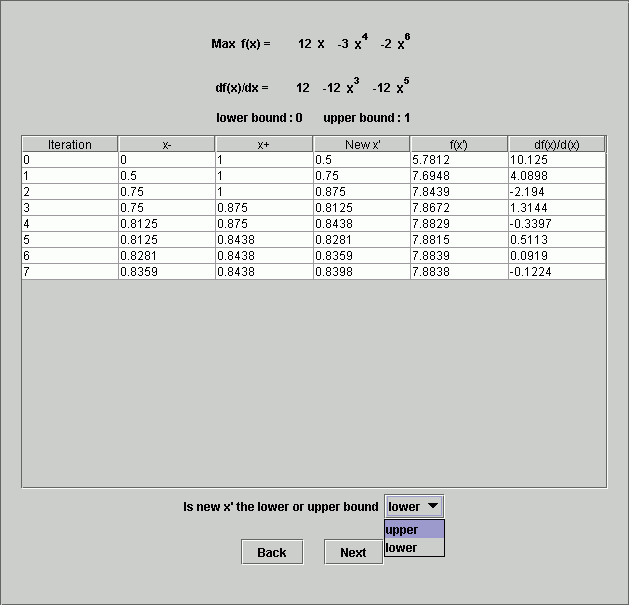 Max f(x) = 12 x -3 x^4 -2 x^6
df(x)/dx = 12 -12 x^3 -12 x^5
lower bound : 0 upper bound : 1
Iteration x- x+ New x' f(x') df(x)/d(x)
0 0 1 0.5 5.7812 10.125
1 0.5 1 0.75 7.6948 4.0898
2 0.75 1 0.875 7.8439 -2.194
3 0.75 0.875 0.8125 7.8672 1.3144
4 0.8125 0.875 0.8438 7.8829 -0.3397
5 0.8125 0.8438 0.8281 7.8815 0.5113
6 0.8281 0.8438 0.8359 7.8839 0.0919
7 0.8359 0.8438 0.8398 7.8838 -0.1224
Is new x' the lower or upper bound lower
upper
lower
Back Next